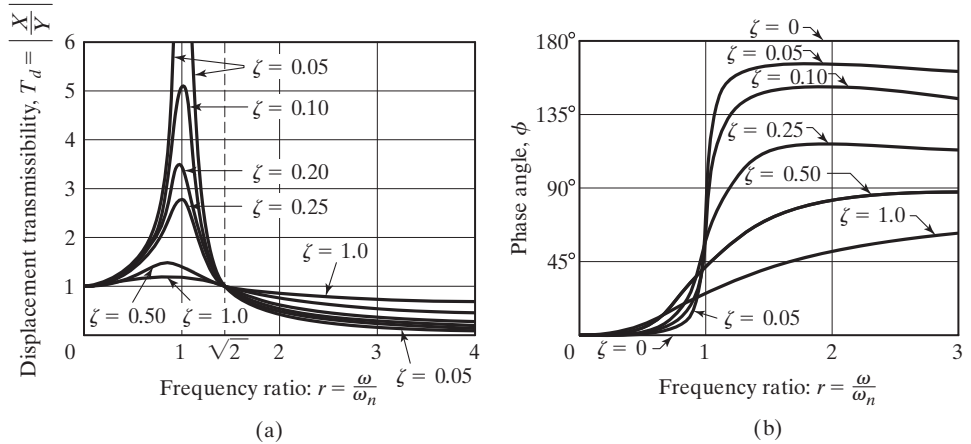 Displacement transmissibility, T_d = |X/Y|
6
5
4
3
2
1
0
1
√2
2
3
4
ζ = 0.05
ζ = 0.10
ζ = 0.20
ζ = 0.25
ζ = 1.0
ζ = 0.50
ζ = 1.0
ζ = 0.05
Frequency ratio: r = ω/ω_n
(a)
Phase angle, ϕ
180°
135°
90°
45°
0
1
2
3
ζ = 0
ζ = 0.05
ζ = 0.10
ζ = 0.25
ζ = 0.50
ζ = 1.0
ζ = 0.05
ζ = 0
Frequency ratio: r = ω/ω_n
(b)